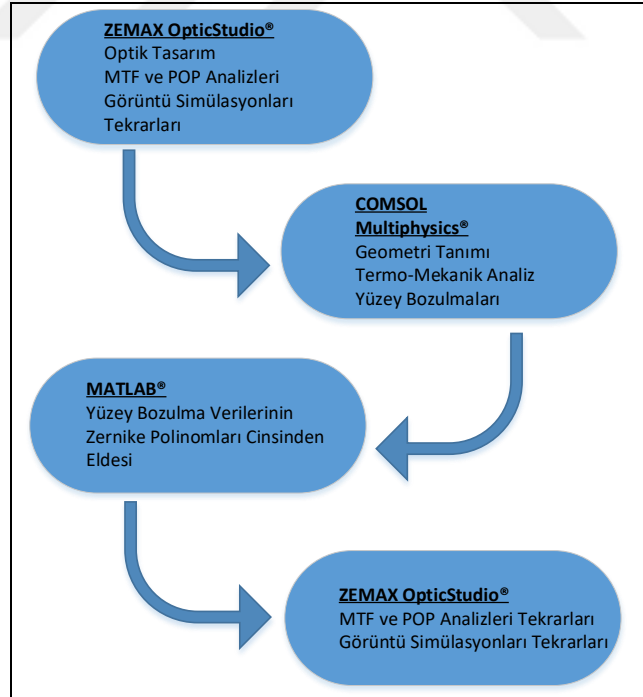 ZEMAX OpticStudio®
Optik Tasarım
MTF ve POP Analizleri
Görüntü Simülasyonları
Tekrarları
COMSOL
Multiphysics®
Geometri Tanımı
Termo-Mekanik Analiz
Yüzey Bozulmaları
MATLAB®
Yüzey Bozulma Verilerinin
Zernike Polinomları Cinsinden
Eldesi
ZEMAX OpticStudio®
MTF ve POP Analizleri Tekrarları
Görüntü Simülasyonları Tekrarları